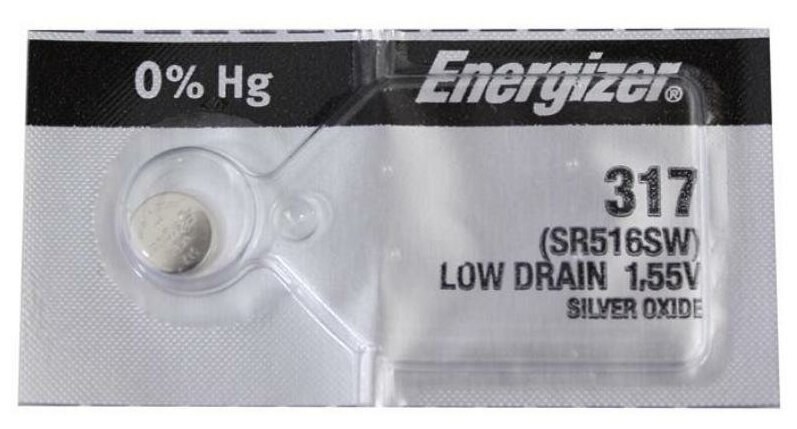 0% Hg
Energizer®
317
(SR516SW)
LOW DRAIN 1.55V
SILVER OXIDE